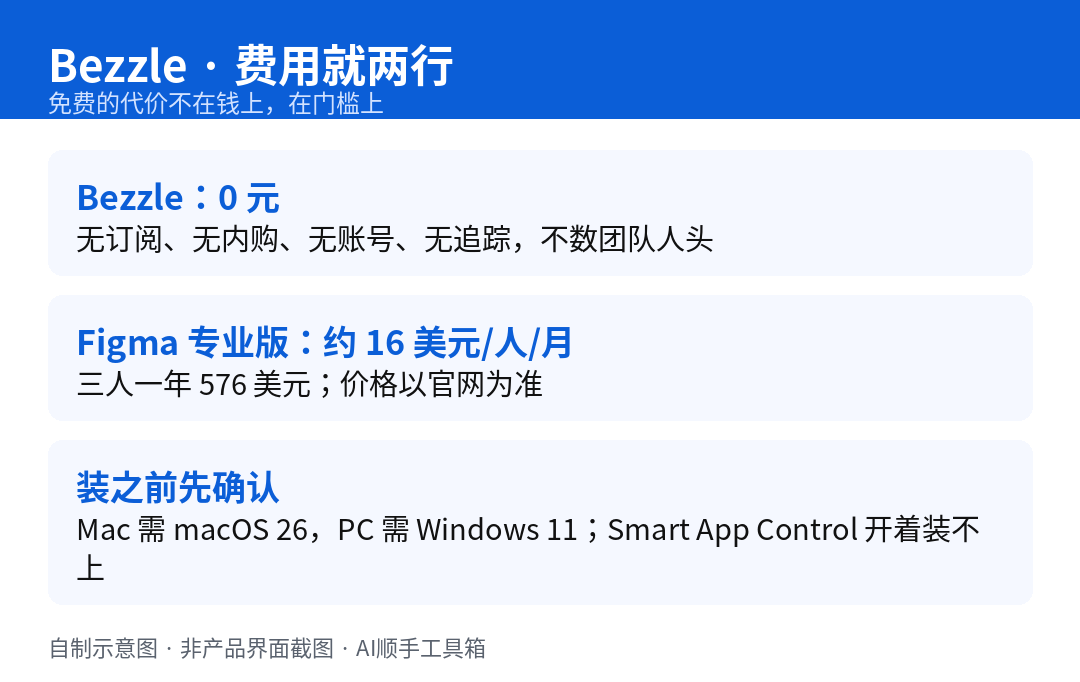 Bezzle · 费用就两行
免费的代价不在钱上，在门槛上
Bezzle：0 元
无订阅、无内购、无账号、无追踪，不数团队人头
Figma 专业版：约 16 美元/人/月
三人一年 576 美元；价格以官网为准
装之前先确认
Mac 需 macOS 26，PC 需 Windows 11；Smart App Control 开着装不
上
自制示意图 · 非产品界面截图 · AI顺手工具箱